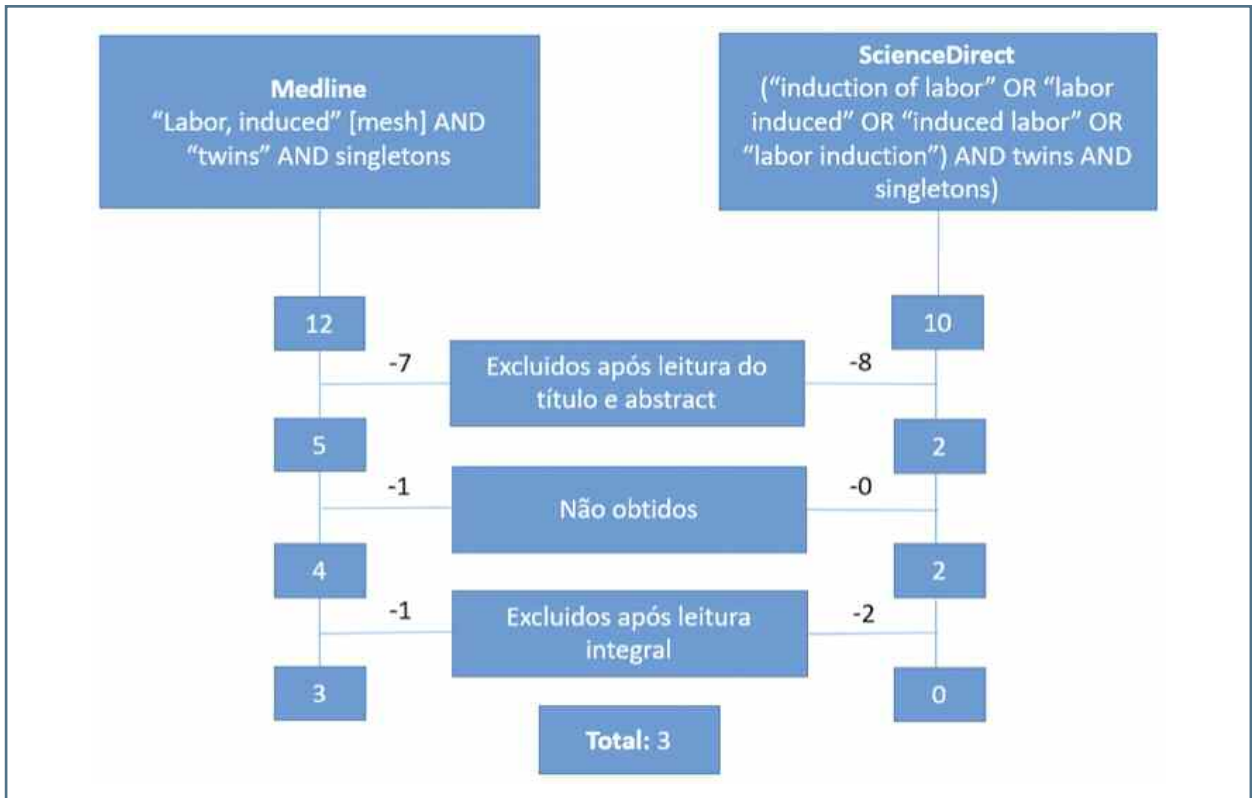 Medline
“Labor, induced” [mesh] AND
“twins” AND singletons
ScienceDirect
(“induction of labor” OR “labor
induced” OR “induced labor” OR
“labor induction”) AND twins AND
singletons)
12
10
-7
Excluidos após leitura do
título e abstract
-8
5
2
-1
Não obtidos
-0
4
2
-1
Excluidos após leitura
integral
-2
3
0
Total: 3